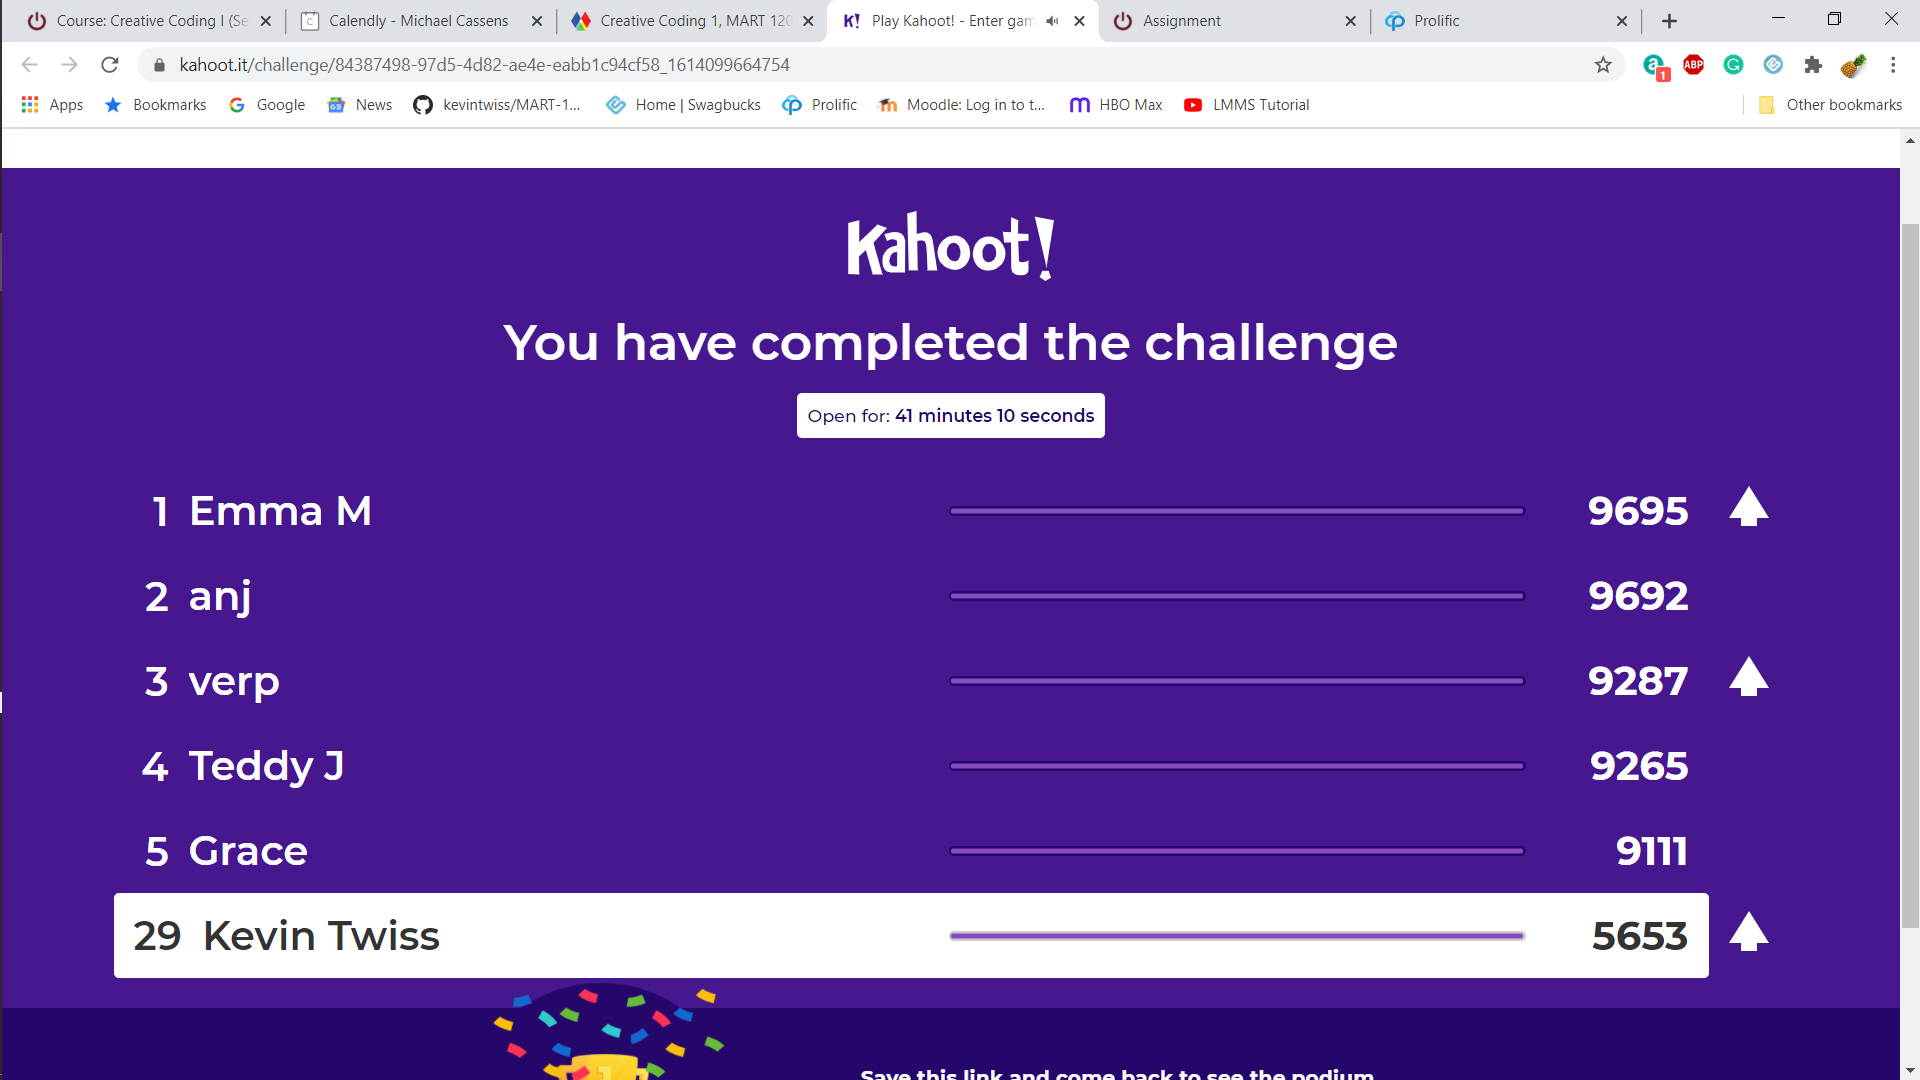 Course: Creative Coding I (Se
Calendly - Michael Cassens
Creative Coding 1, MART 120
K! Play Kahoot! - Enter gam
Assignment
Prolific
kahoot.it/challenge/84387498-97d5-4d82-ae4e-eabb1c94cf58_1614099664754
1
ABP
Apps
Bookmarks
Google
News
kevintwiss/MART-1...
Home | Swagbucks
Prolific
Moodle: Log in to t...
HBO Max
LMMS Tutorial
Other bookmarks
Kahoot!
You have completed the challenge
Open for: 41 minutes 10 seconds
1 Emma M 9695
2 anj 9692
3 verp 9287
4 Teddy J 9265
5 Grace 9111
29 Kevin Twiss 5653
Save this link and come back to see the podium